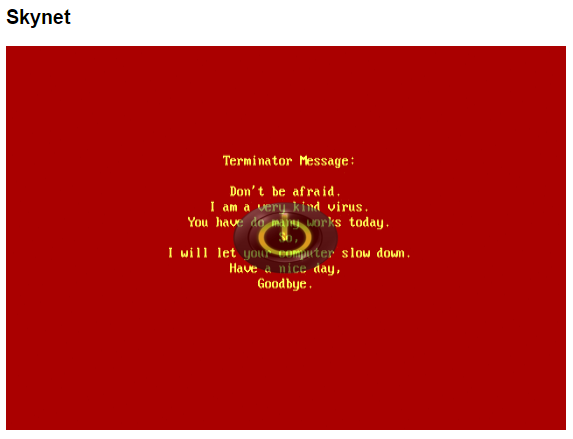 Skynet
Terminator Message:
Don't be afraid.
I am a very kind virus.
You have do many works today.
So,
I will let your computer slow down.
Have a nice day,
Goodbye.